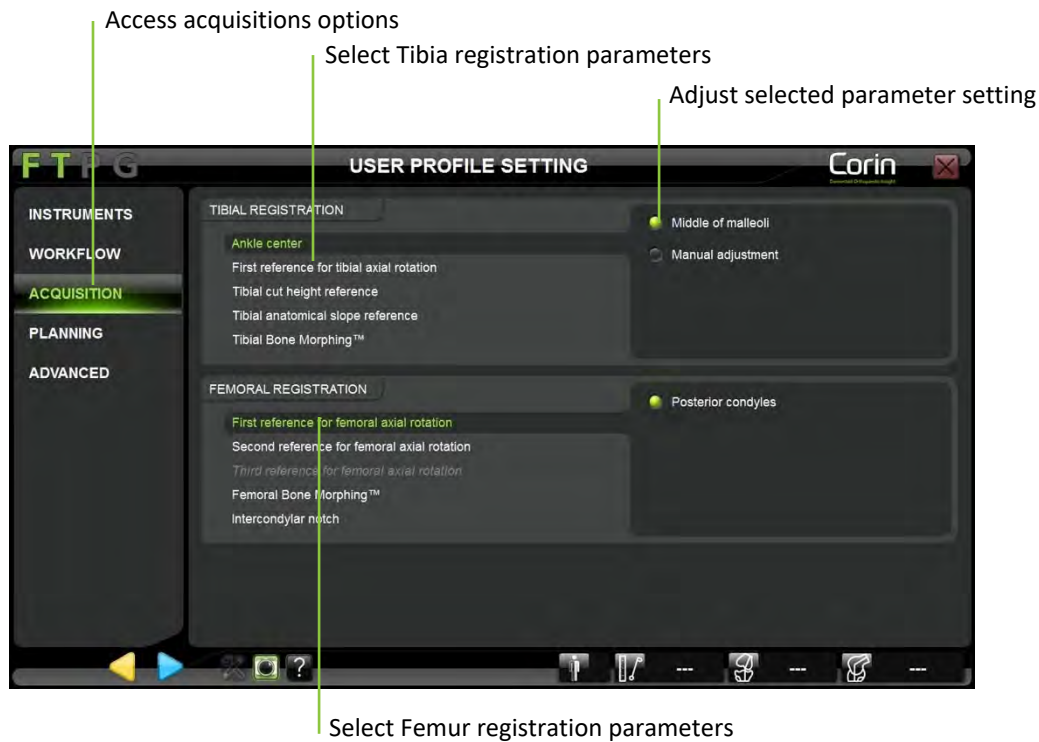 Access acquisitions options
Select Tibia registration parameters
Adjust selected parameter setting
F T P G
USER PROFILE SETTING
Corin
INSTRUMENTS
WORKFLOW
ACQUISITION
PLANNING
ADVANCED
TIBIAL REGISTRATION
Ankle center
First reference for tibial axial rotation
Tibial cut height reference
Tibial anatomical slope reference
Tibial Bone Morphing™
Middle of malleoli
Manual adjustment
FEMORAL REGISTRATION
First reference for femoral axial rotation
Second reference for femoral axial rotation
Third reference for femoral axial rotation
Femoral Bone Morphing™
Intercondylar notch
Posterior condyles
?
--- --- ---
Select Femur registration parameters